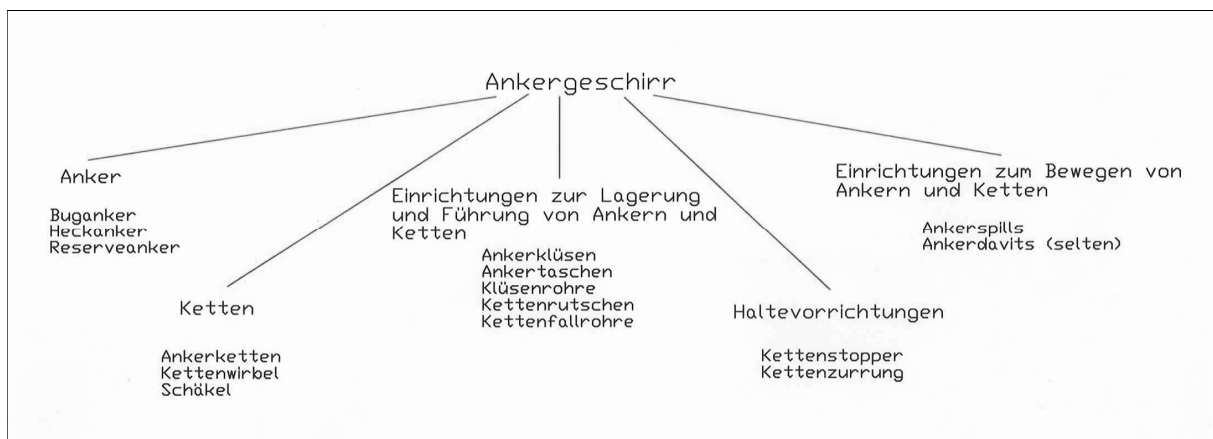 Ankergeschirr
Anker
Buganker
Heckanker
Reserveanker
Ketten
Ankerketten
Kettenwirbel
Schäkel
Einrichtungen zur Lagerung
und Führung von Ankern und
Ketten
Ankerklüsen
Ankertaschen
Klüsenrohre
Kettenrutschen
Kettenfallrohre
Haltevorrichtungen
Kettenstopper
Kettenzurrung
Einrichtungen zum Bewegen von
Ankern und Ketten
Ankerspills
Ankerdavits (selten)